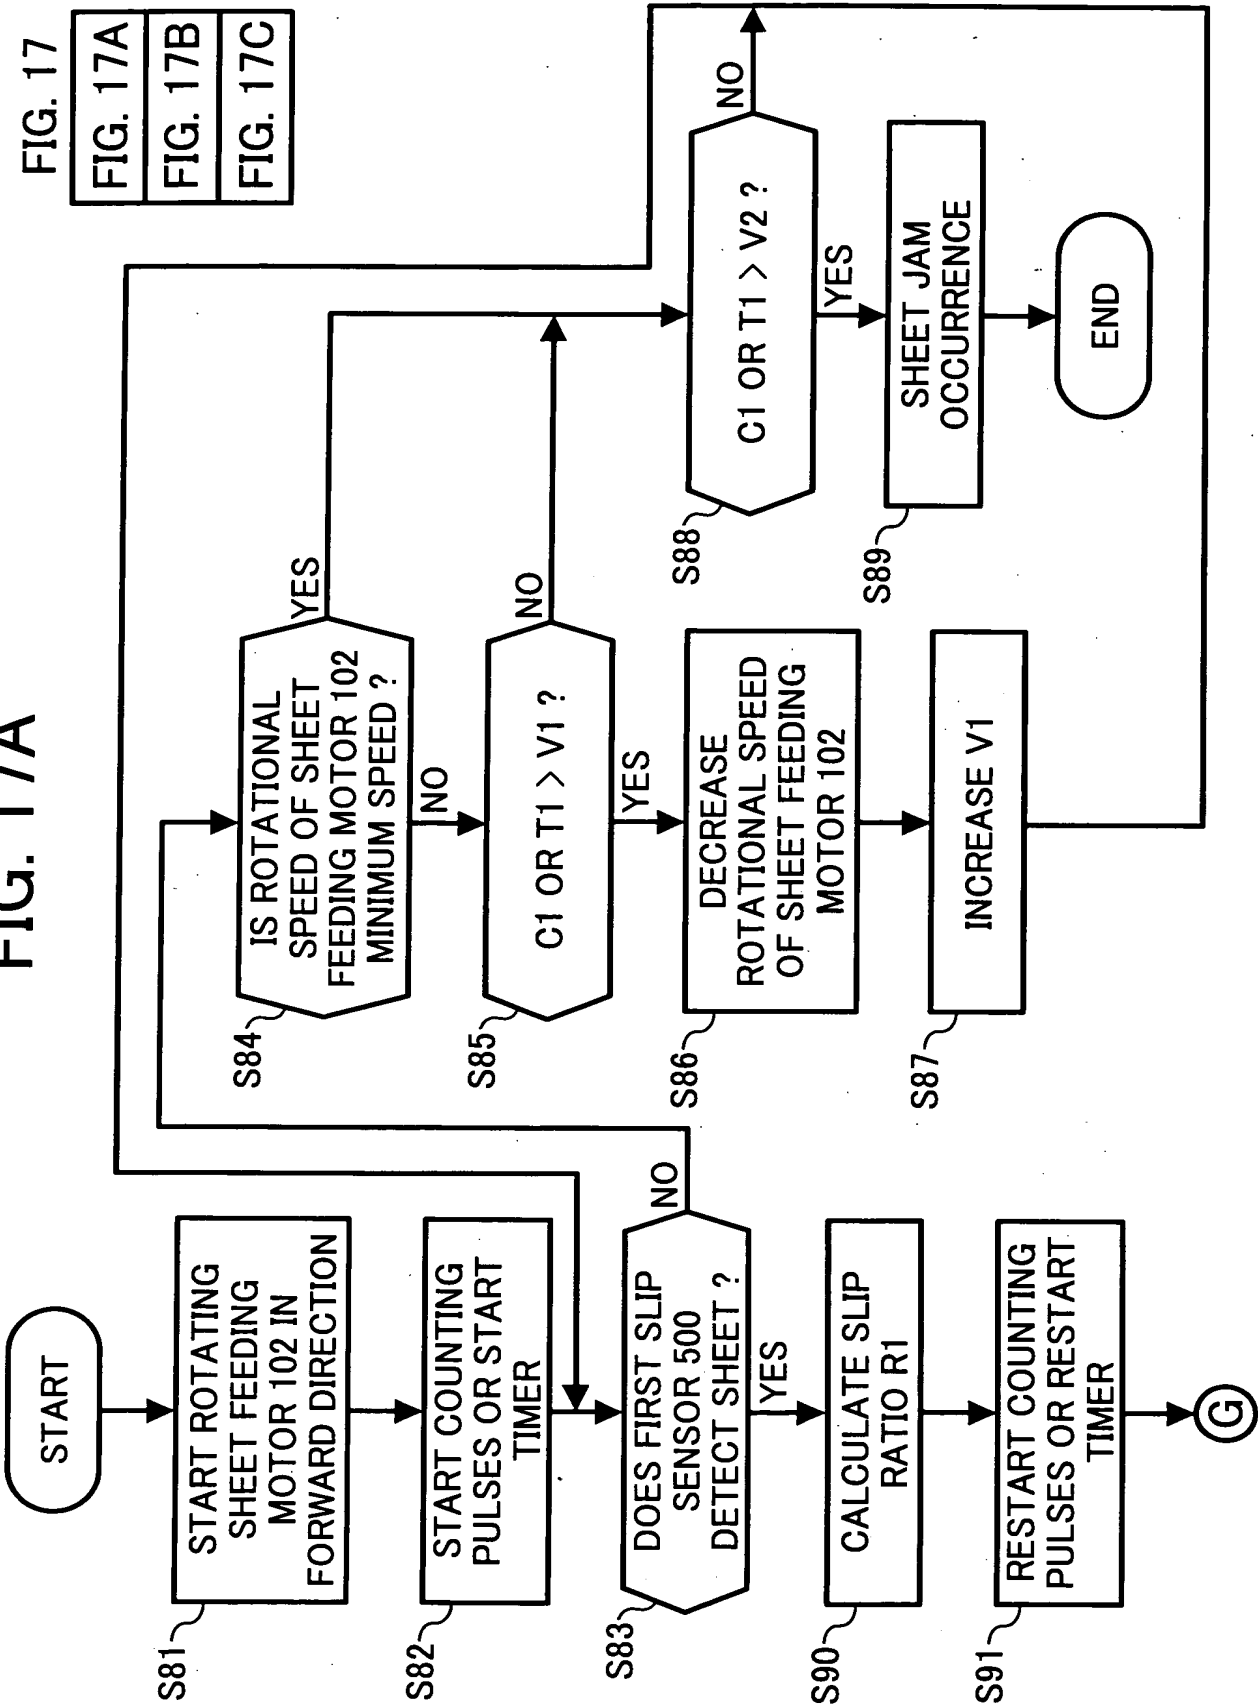 FIG. 17A
FIG. 17
FIG. 17A
FIG. 17B
FIG. 17C
START
S81
START ROTATING
SHEET FEEDING
MOTOR 102 IN
FORWARD DIRECTION
S82
START COUNTING
PULSES OR START
TIMER
S83
DOES FIRST SLIP
SENSOR 500
DETECT SHEET ?
NO
YES
S90
CALCULATE SLIP
RATIO R1
S91
RESTART COUNTING
PULSES OR RESTART
TIMER
G
S84
IS ROTATIONAL
SPEED OF SHEET
FEEDING MOTOR 102
MINIMUM SPEED ?
YES
NO
S85
C1 OR T1 > V1 ?
NO
YES
S86
DECREASE
ROTATIONAL SPEED
OF SHEET FEEDING
MOTOR 102
S87
INCREASE V1
S88
C1 OR T1 > V2 ?
NO
YES
S89
SHEET JAM
OCCURRENCE
END